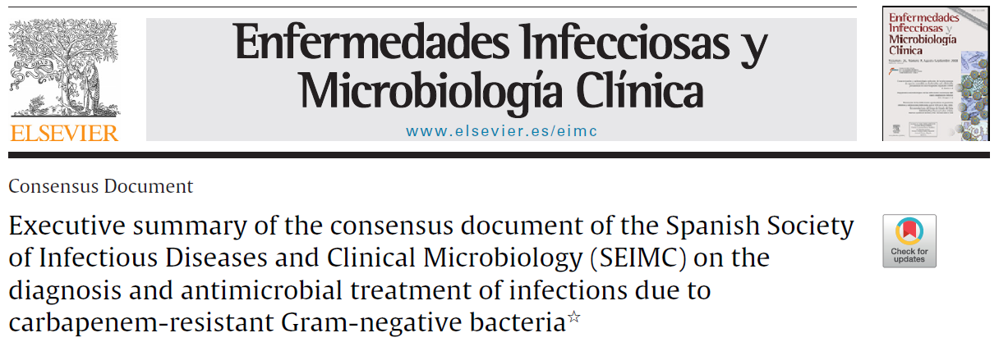 ELSEVIER
Enfermedades Infecciosas y
Microbiología Clínica
www.elsevier.es/eimc
Enfermedades
Infecciosas y
Microbiología
Clínica
Consensus Document
Executive summary of the consensus document of the Spanish Society
of Infectious Diseases and Clinical Microbiology (SEIMC) on the
diagnosis and antimicrobial treatment of infections due to
carbapenem-resistant Gram-negative bacteria☆
Check for
updates